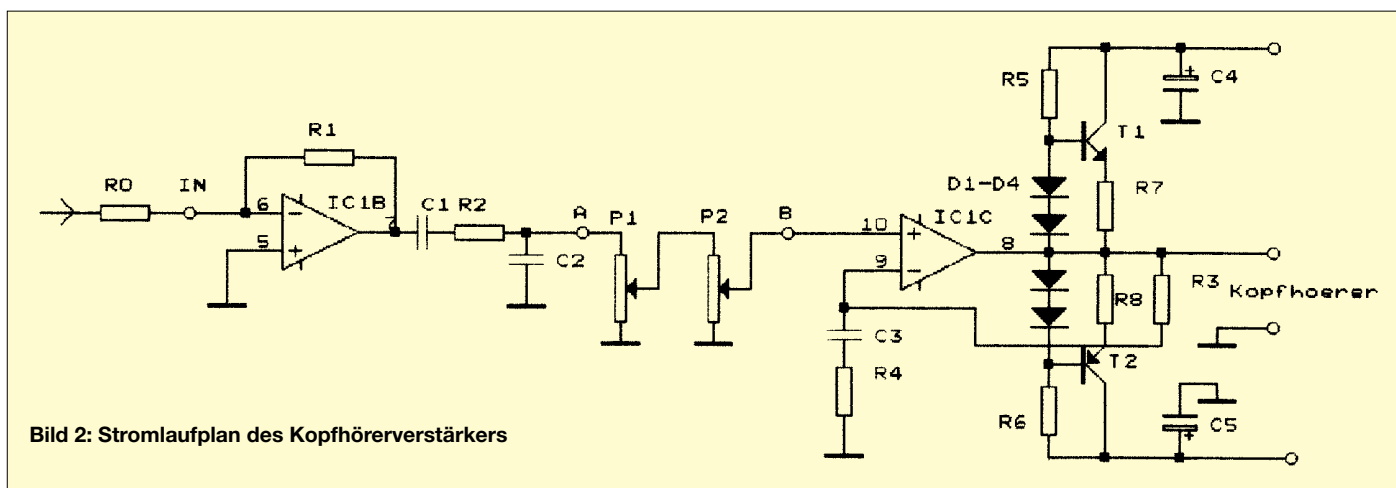 R5
C4
+
T1
R1
R0
IN
D1-D4
R7
6
IC1B
C1
R2
A
P1
P2
B
IC1C
5
7
10
8
C2
9
R3
Kopfhoerer
R8
C3
T2
R4
R6
C5
+
Bild 2: Stromlaufplan des Kopfhörerverstärkers